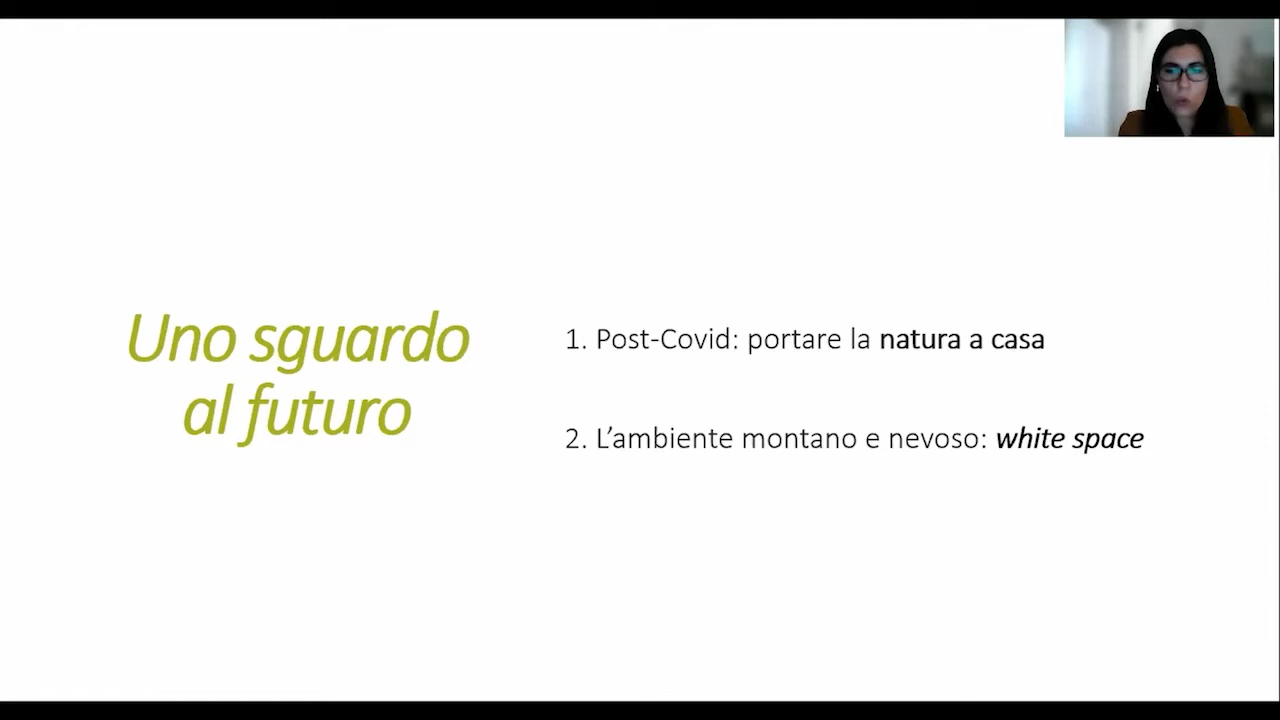 Uno sguardo
al futuro
1. Post-Covid: portare la natura a casa
2. L’ambiente montano e nevoso: white space